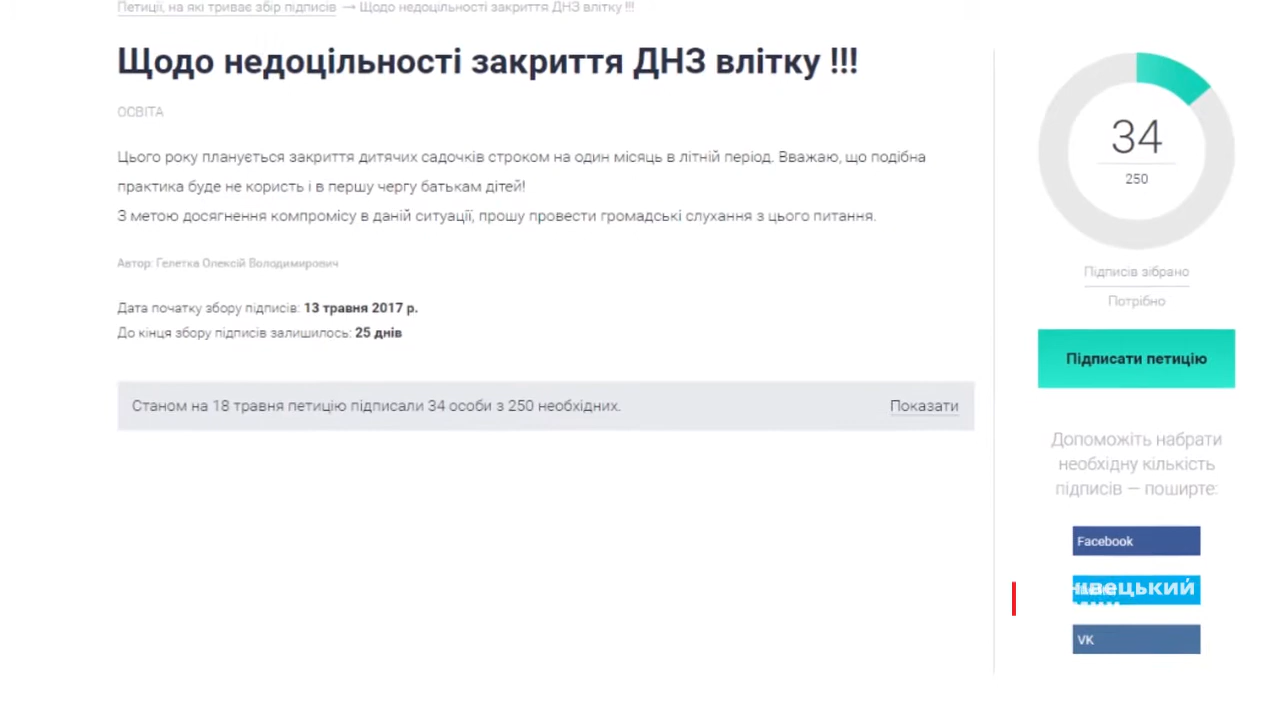 Петиції, на які триває збір підписів → Щодо недоцільності закриття ДНЗ влітку !!!
Щодо недоцільності закриття ДНЗ влітку !!!
ОСВІТА
Цього року планується закриття дитячих садочків строком на один місяць в літній період. Вважаю, що подібна
практика буде не користь і в першу чергу батькам дітей!
З метою досягнення компромісу в даній ситуації, прошу провести громадські слухання з цього питання.
Автор: Гелетка Олексій Володимирович
Дата початку збору підписів: 13 травня 2017 р.
До кінця збору підписів залишилось: 25 днів
Станом на 18 травня петицію підписали 34 особи з 250 необхідних.
Показати
34
250
Підписів зібрано
Потрібно
Підписати петицію
Допоможіть набрати
необхідну кількість
підписів — поширте:
Facebook
нівецький
VK